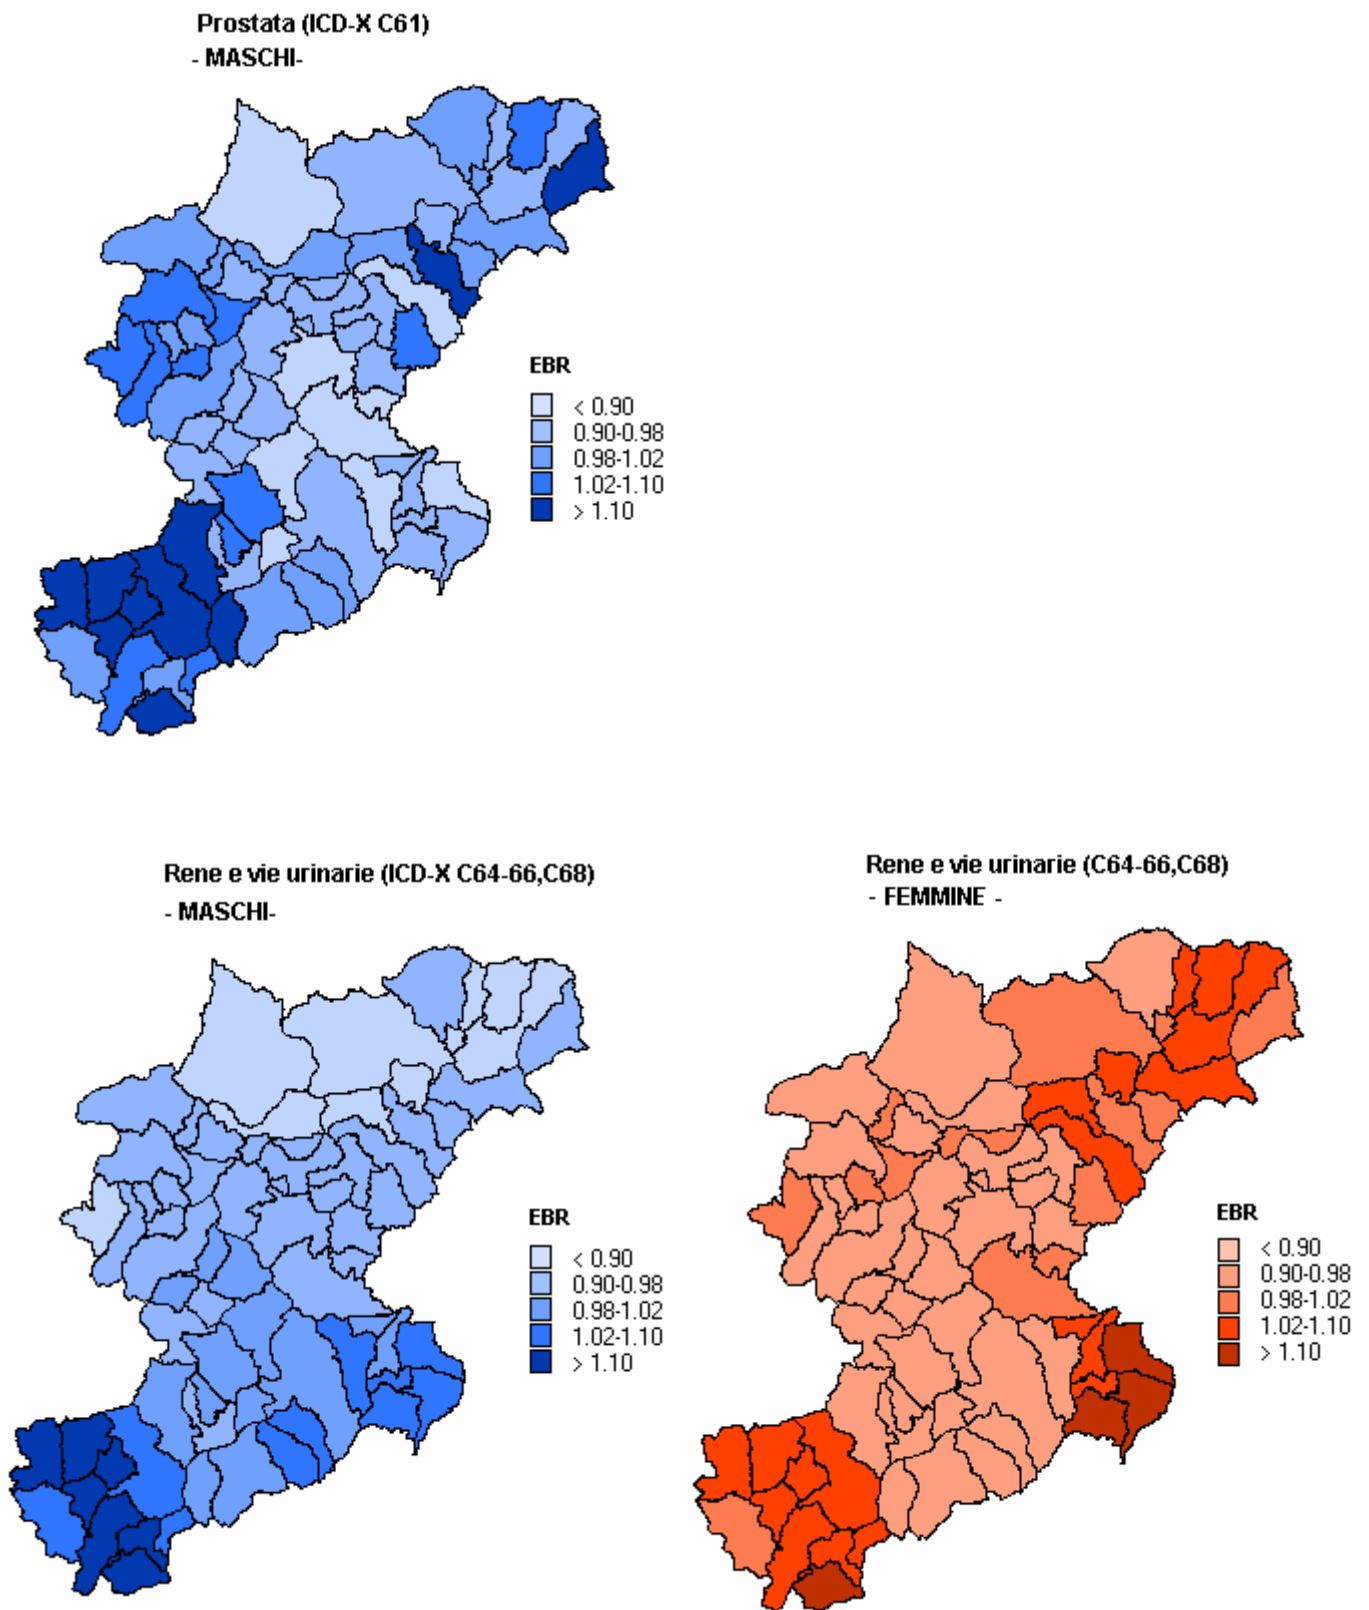 Prostata (ICD-X C61)
- MASCHI-
EBR
< 0.90
0.90-0.98
0.98-1.02
1.02-1.10
> 1.10
Rene e vie urinarie (ICD-X C64-66,C68)
- MASCHI-
EBR
< 0.90
0.90-0.98
0.98-1.02
1.02-1.10
> 1.10
Rene e vie urinarie (C64-66,C68)
- FEMMINE -
EBR
< 0.90
0.90-0.98
0.98-1.02
1.02-1.10
> 1.10